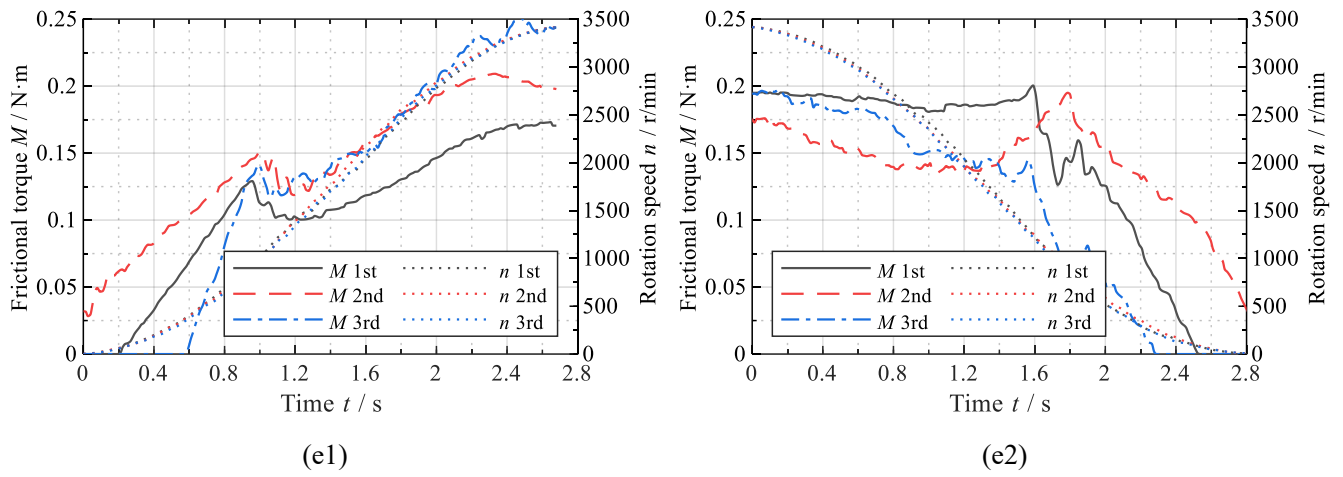 0.25
0.2
0.15
0.1
0.05
0
3500
3000
2500
2000
1500
1000
500
0
0 0.4 0.8 1.2 1.6 2 2.4 2.8
Frictional torque M / N·m
Rotation speed n / r/min
Time t / s
M 1st n 1st
M 2nd n 2nd
M 3rd n 3rd
(e1)
0.25
0.2
0.15
0.1
0.05
0
3500
3000
2500
2000
1500
1000
500
0
0 0.4 0.8 1.2 1.6 2 2.4 2.8
Frictional torque M / N·m
Rotation speed n / r/min
Time t / s
M 1st n 1st
M 2nd n 2nd
M 3rd n 3rd
(e2)